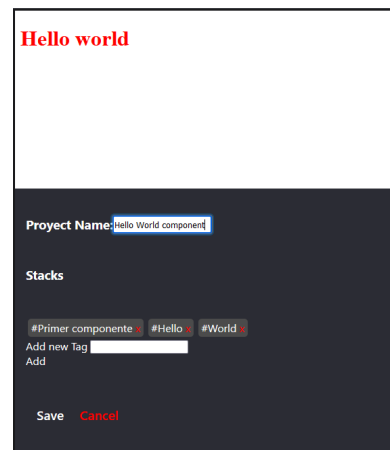 Hello world
Proyect Name: Hello World component
Stacks
#Primer componente x #Hello x #World x
Add new Tag
Add
Save Cancel